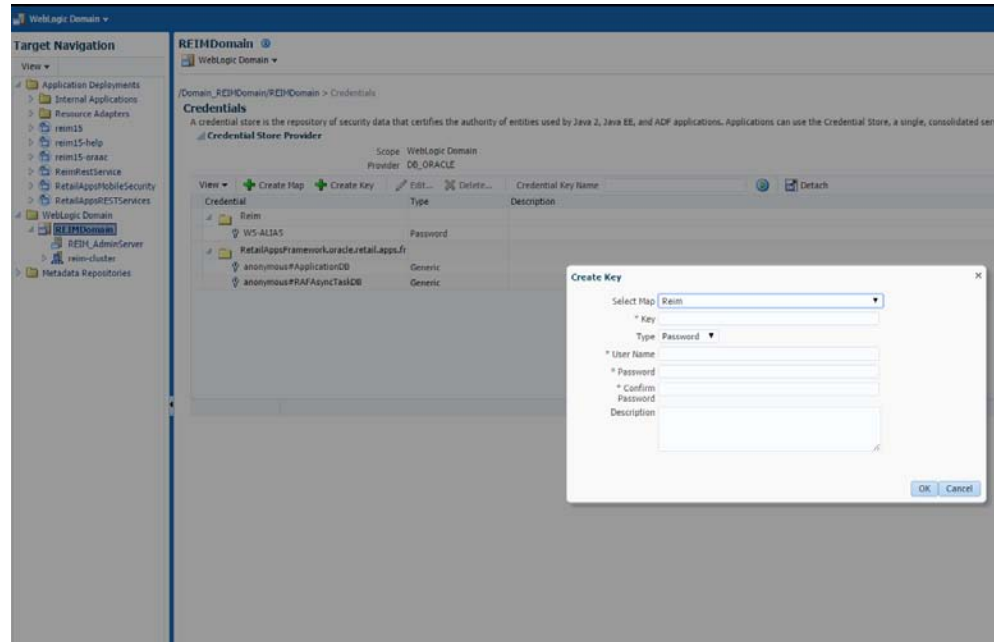 WebLogic Domain
Target Navigation
View
Application Deployments
Internal Applications
Resource Adapters
reim15
reim15-help
reim15-oraac
ReimRestService
RetailAppsMobileSecurity
RetailAppsRESTServices
WebLogic Domain
REIMDomain
REIM_AdminServer
reim-cluster
Metadata Repositories
REIMDomain
WebLogic Domain
/Domain_REIMDomain/REIMDomain > Credentials
Credentials
A credential store is the repository of security data that certifies the authority of entities used by Java 2, Java EE, and ADF applications. Applications can use the Credential Store, a single, consolidated ser
Credential Store Provider
Scope WebLogic Domain
Provider DB_ORACLE
View Create Map Create Key Edit... Delete... Credential Key Name Detach
Credential Type Description
Reim
WS-ALIAS Password
RetailAppsFramework.oracle.retail.apps.fr
anonymous#ApplicationDB Generic
anonymous#RAFAsyncTaskDB Generic
Create Key
Select Map Reim
* Key
Type Password
* User Name
* Password
* Confirm Password
Description
OK Cancel